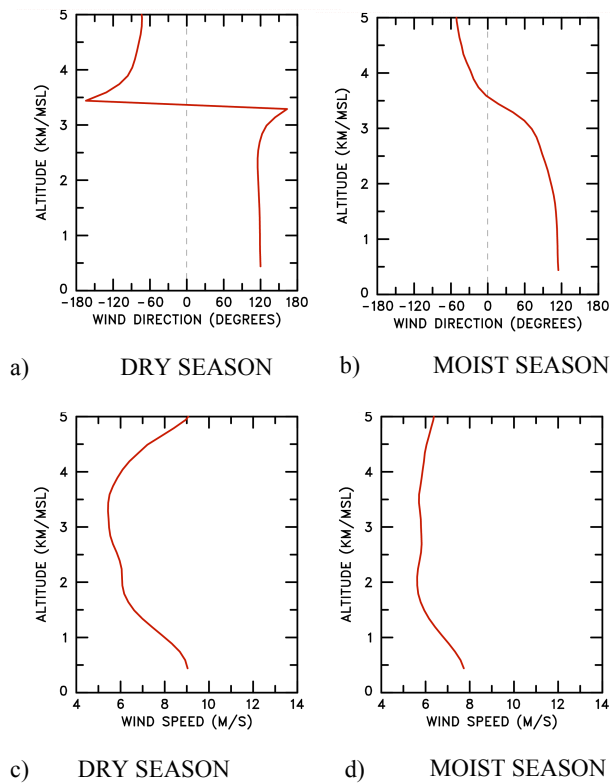 5
4
3
2
1
0
ALTITUDE (KM/MSL)
-180 -120 -60 0 60 120 180
WIND DIRECTION (DEGREES)
5
4
3
2
1
0
ALTITUDE (KM/MSL)
-180 -120 -60 0 60 120 180
WIND DIRECTION (DEGREES)
a) DRY SEASON
b) MOIST SEASON
5
4
3
2
1
0
ALTITUDE (KM/MSL)
4 6 8 10 12 14
WIND SPEED (M/S)
5
4
3
2
1
0
ALTITUDE (KM/MSL)
4 6 8 10 12 14
WIND SPEED (M/S)
c) DRY SEASON
d) MOIST SEASON